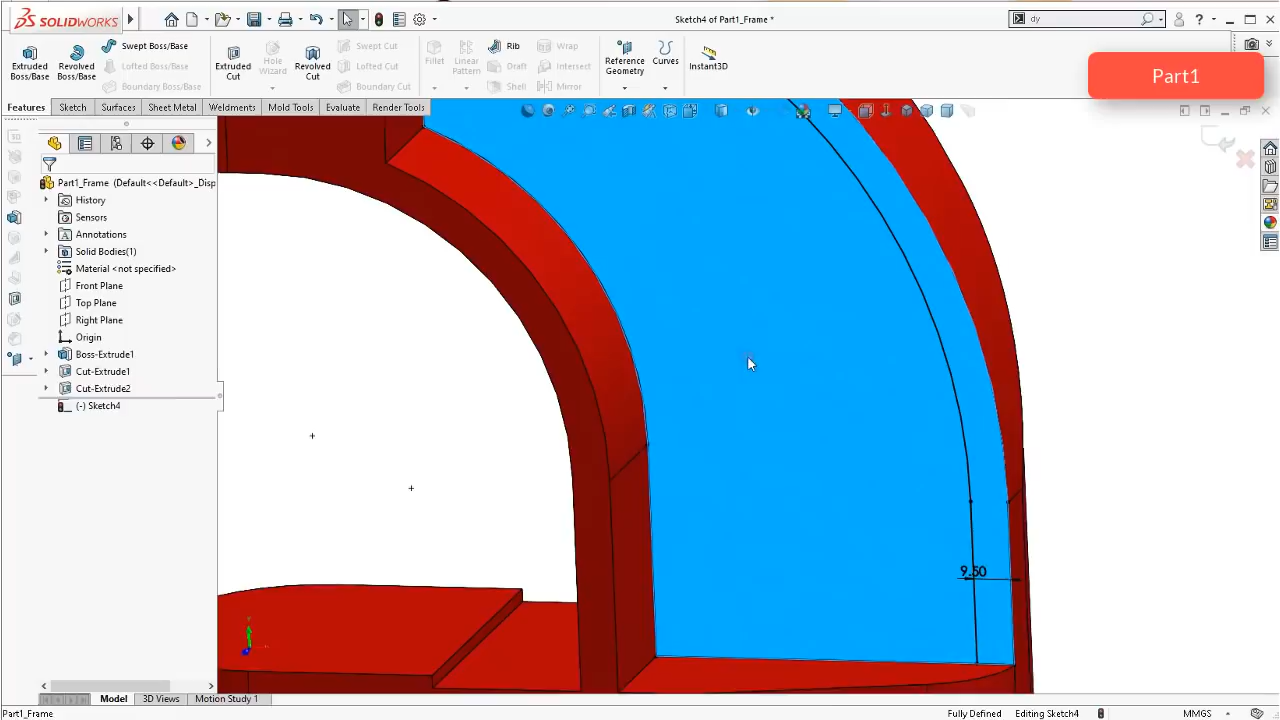 SOLIDWORKS
Sketch4 of Part1_Frame *
dy
Part1
Extruded Boss/Base
Revolved Boss/Base
Swept Boss/Base
Lofted Boss/Base
Boundary Boss/Base
Extruded Cut
Hole Wizard
Revolved Cut
Swept Cut
Lofted Cut
Boundary Cut
Fillet
Linear Pattern
Rib
Draft
Shell
Wrap
Intersect
Mirror
Reference Geometry
Curves
Instant3D
Features
Sketch
Surfaces
Sheet Metal
Weldments
Mold Tools
Evaluate
Render Tools
Part1_Frame (Default<<Default>_Disp
History
Sensors
Annotations
Solid Bodies(1)
Material <not specified>
Front Plane
Top Plane
Right Plane
Origin
Boss-Extrude1
Cut-Extrude1
Cut-Extrude2
(-) Sketch4
9.50
Model
3D Views
Motion Study 1
Part1_Frame
Fully Defined
Editing Sketch4
MMGS